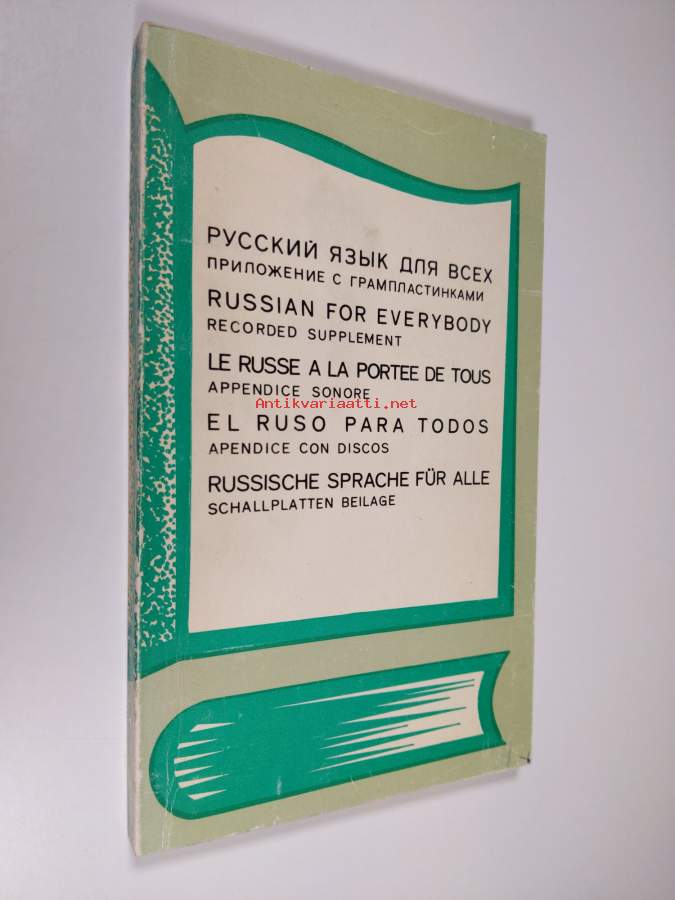 РУССКИЙ ЯЗЫК ДЛЯ ВСЕХ
ПРИЛОЖЕНИЕ С ГРАМПЛАСТИНКАМИ
RUSSIAN FOR EVERYBODY
RECORDED SUPPLEMENT
LE RUSSE A LA PORTEE DE TOUS
APPENDICE SONORE
Antikvariaatti.net
EL RUSO PARA TODOS
APENDICE CON DISCOS
RUSSISCHE SPRACHE FÜR ALLE
SCHALLPLATTEN BEILAGE